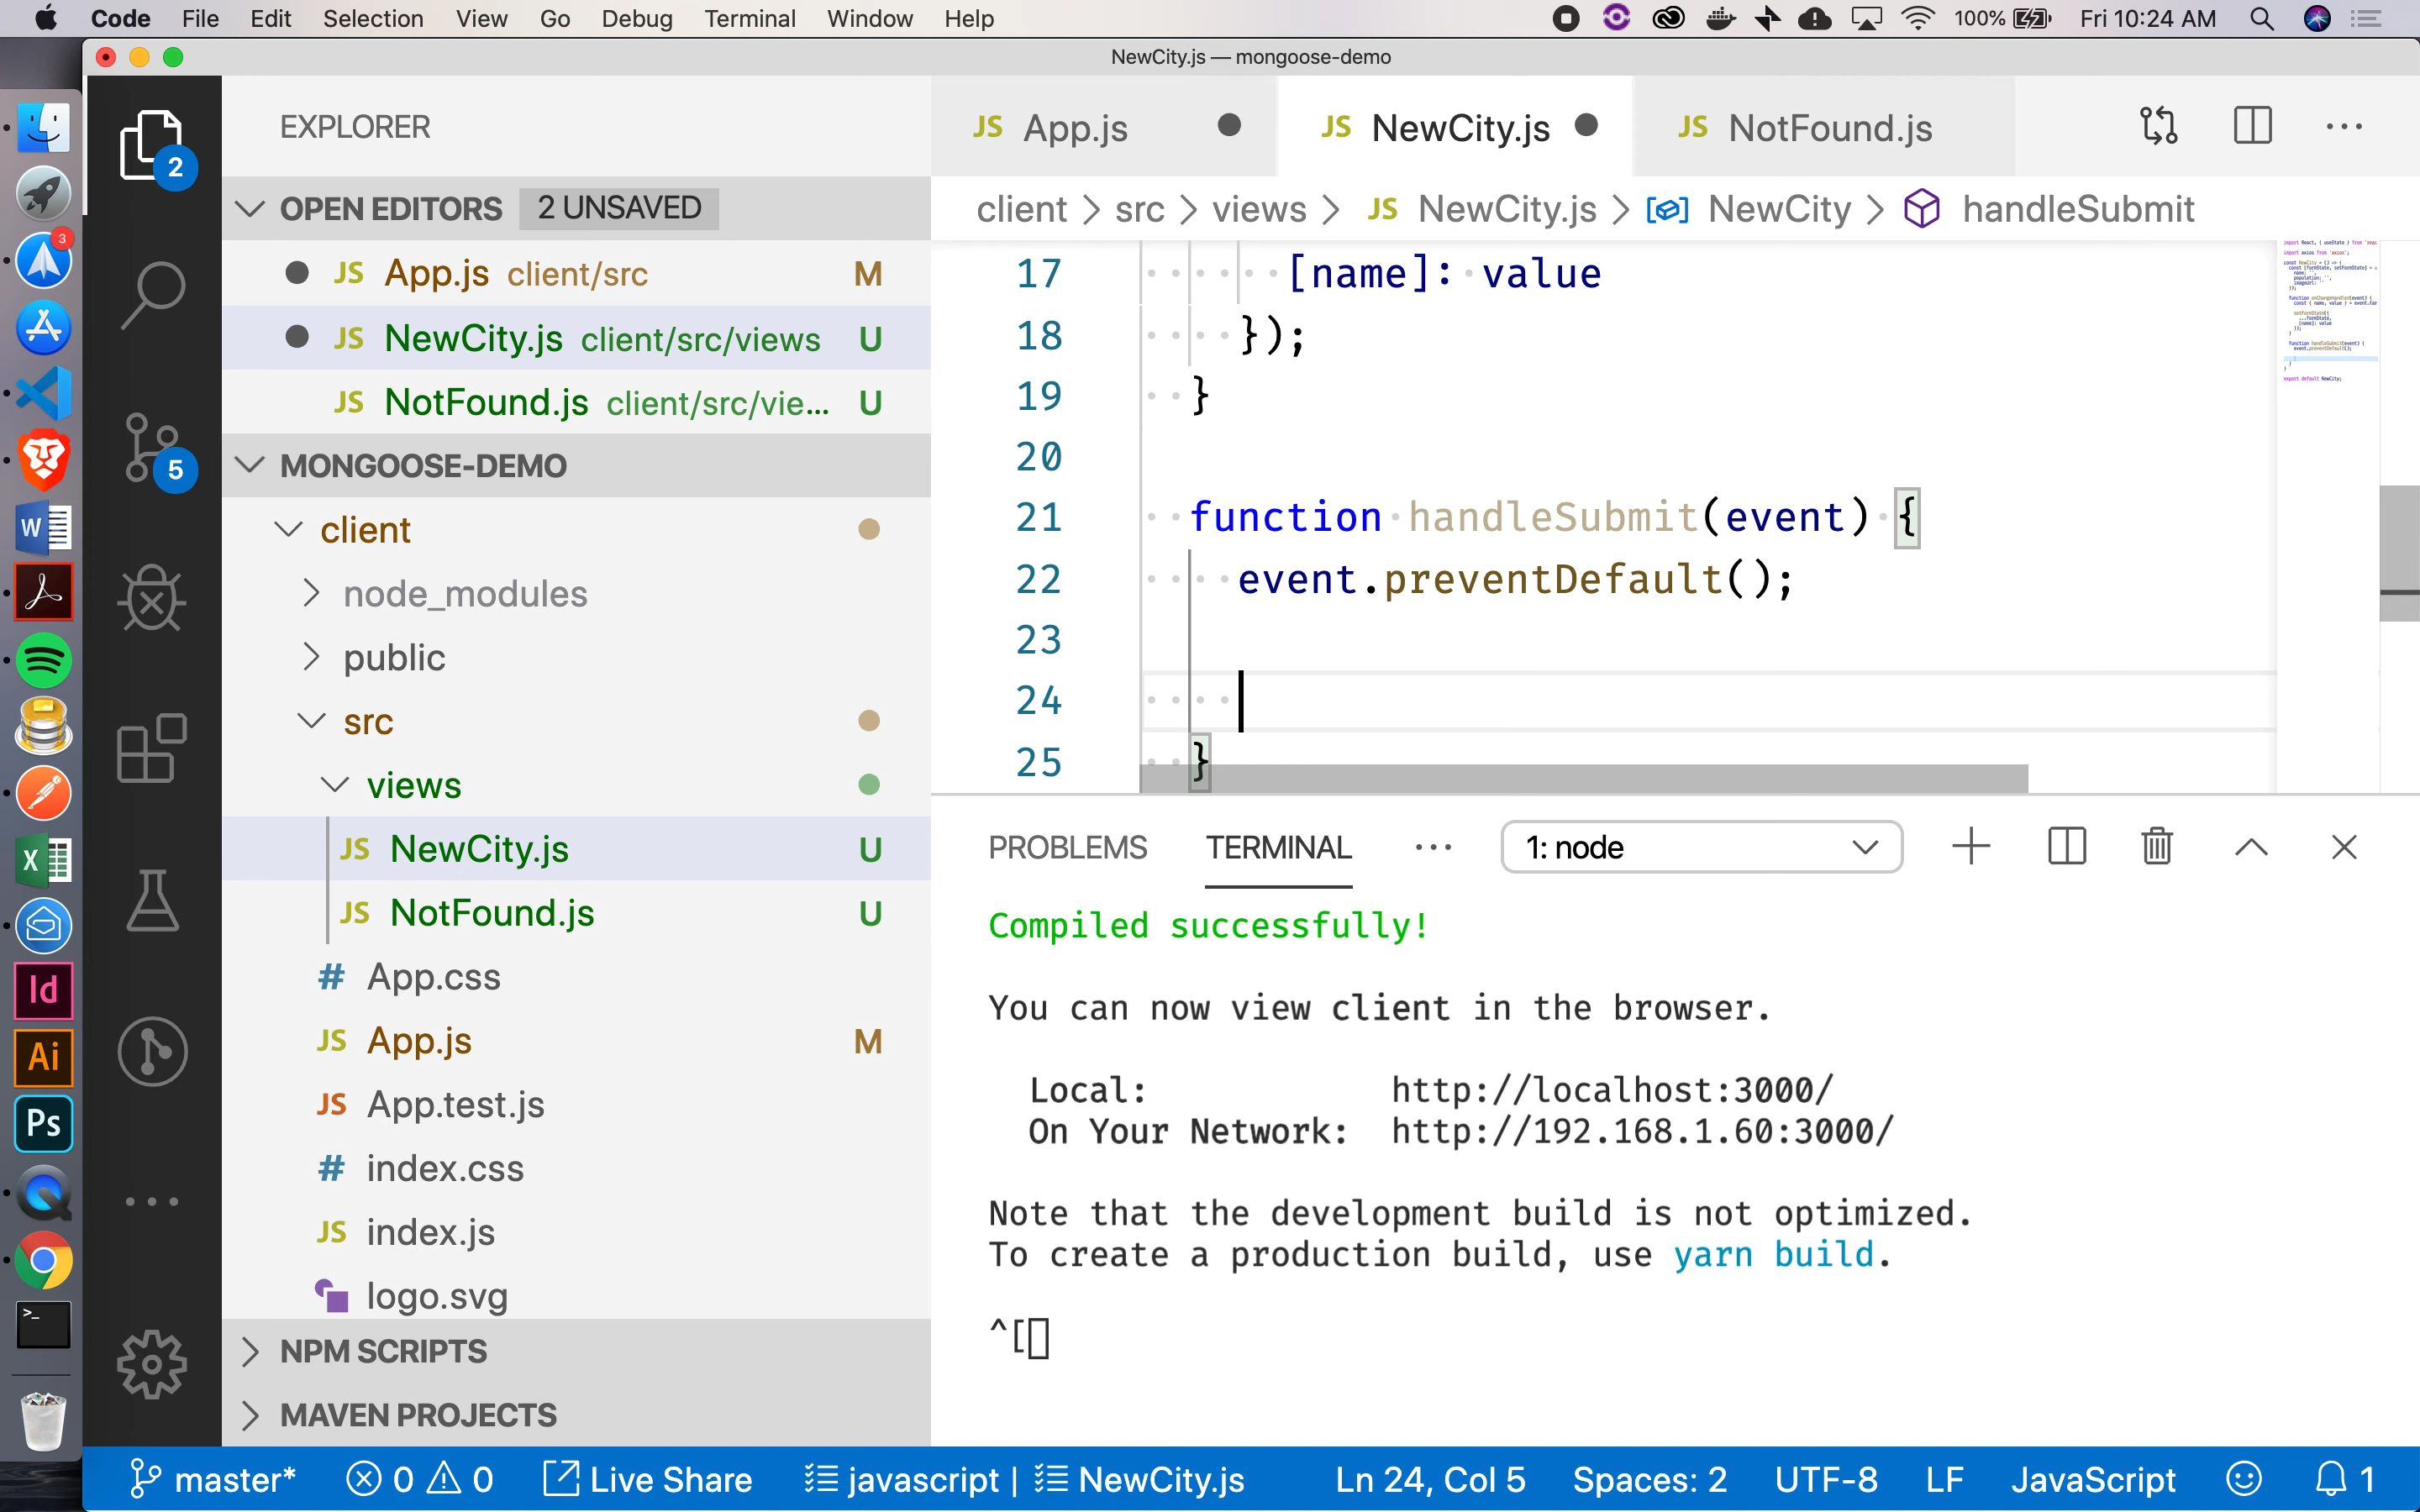 Code File Edit Selection View Go Debug Terminal Window Help 100% Fri 10:24 AM
NewCity.js — mongoose-demo
3
W
X
Id
Ai
Ps
>_
2
5
EXPLORER
OPEN EDITORS 2 UNSAVED
JS App.js client/src M
JS NewCity.js client/src/views U
JS NotFound.js client/src/vie... U
MONGOOSE-DEMO
client
node_modules
public
src
views
JS NewCity.js U
JS NotFound.js U
# App.css
JS App.js M
JS App.test.js
# index.css
JS index.js
logo.svg
NPM SCRIPTS
MAVEN PROJECTS
JS App.js JS NewCity.js JS NotFound.js ...
client > src > views > JS NewCity.js > NewCity > handleSubmit
17 [name]: value
18 });
19 }
20
21 function handleSubmit(event) {
22 event.preventDefault();
23
24
25 }
PROBLEMS TERMINAL ... 1: node
Compiled successfully!
You can now view client in the browser.
Local: http://localhost:3000/
On Your Network: http://192.168.1.60:3000/
Note that the development build is not optimized.
To create a production build, use yarn build.
^[
master* 0 0 Live Share javascript | NewCity.js Ln 24, Col 5 Spaces: 2 UTF-8 LF JavaScript 1